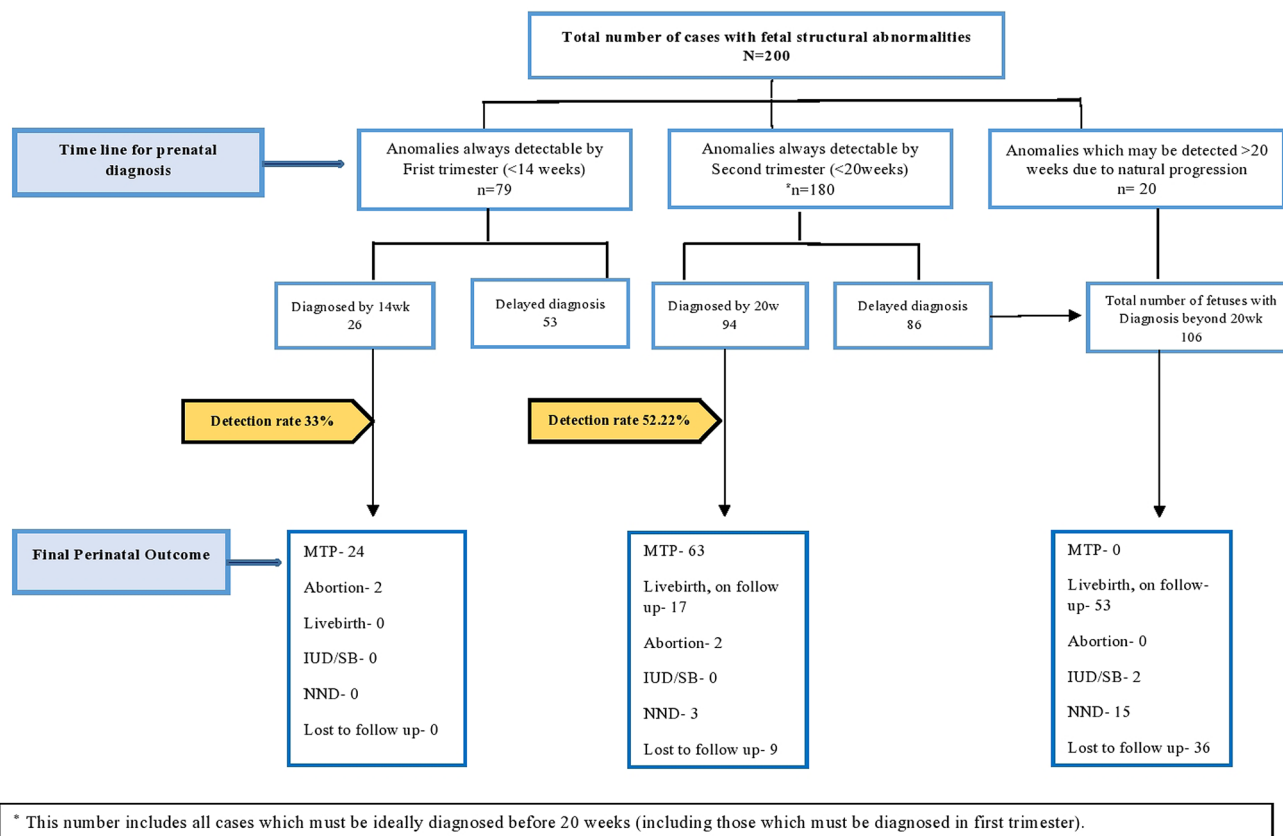 Total number of cases with fetal structural abnormalities
N=200
Time line for prenatal
diagnosis
Anomalies always detectable by
Frist trimester (<14 weeks)
n=79
Anomalies always detectable by
Second trimester (<20weeks)
*n=180
Anomalies which may be detected >20
weeks due to natural progression
n= 20
Diagnosed by 14wk
26
Delayed diagnosis
53
Diagnosed by 20w
94
Delayed diagnosis
86
Total number of fetuses with
Diagnosis beyond 20wk
106
Detection rate 33%
Detection rate 52.22%
Final Perinatal Outcome
MTP- 24
Abortion- 2
Livebirth- 0
IUD/SB- 0
NND- 0
Lost to follow up- 0
MTP- 63
Livebirth, on follow
up- 17
Abortion- 2
IUD/SB- 0
NND- 3
Lost to follow up- 9
MTP- 0
Livebirth, on follow-
up- 53
Abortion- 0
IUD/SB- 2
NND- 15
Lost to follow up- 36
* This number includes all cases which must be ideally diagnosed before 20 weeks (including those which must be diagnosed in first trimester).